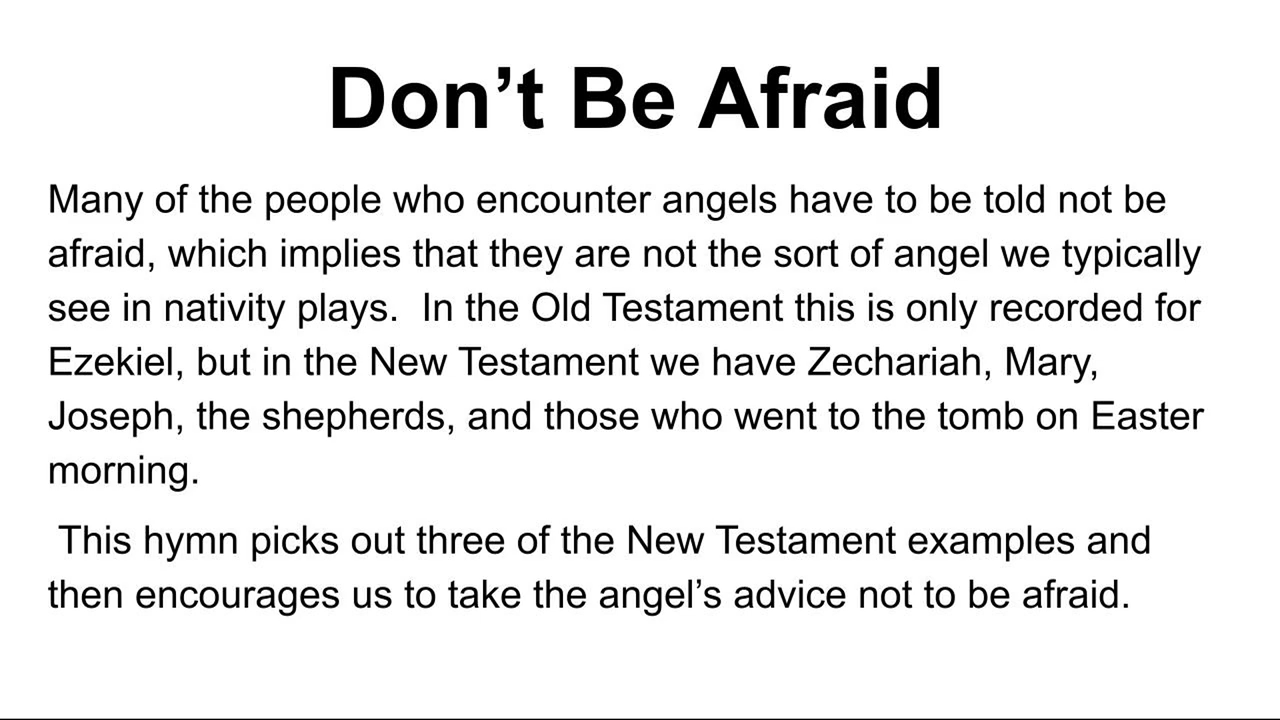 Don’t Be Afraid
Many of the people who encounter angels have to be told not be
afraid, which implies that they are not the sort of angel we typically
see in nativity plays.  In the Old Testament this is only recorded for
Ezekiel, but in the New Testament we have Zechariah, Mary,
Joseph, the shepherds, and those who went to the tomb on Easter
morning.
This hymn picks out three of the New Testament examples and
then encourages us to take the angel’s advice not to be afraid.